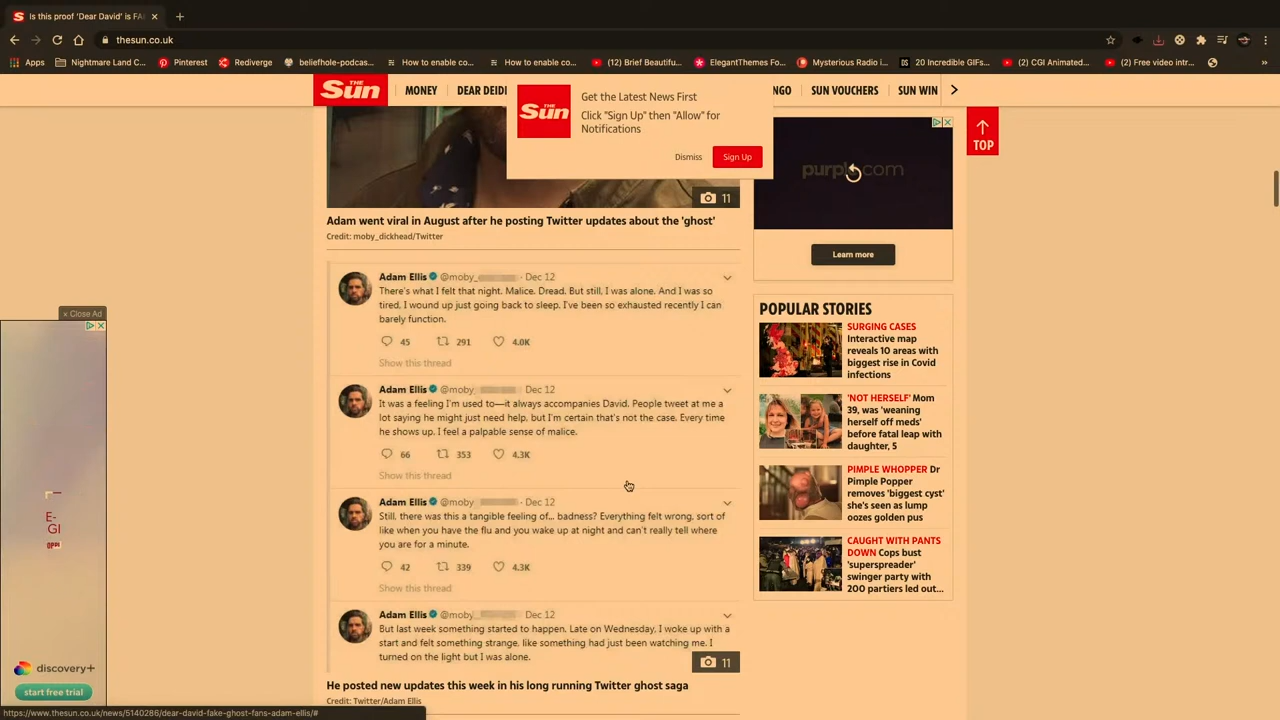 Is this proof 'Dear David' is FA
thesun.co.uk
Apps
Nightmare Land C...
Pinterest
Rediverge
beliefhole-podcas...
How to enable co...
How to enable co...
(12) Brief Beautifu...
ElegantThemes Fo...
Mysterious Radio i...
20 Incredible GIFs...
(2) CGI Animated...
(2) Free video intr...
»
THE
Sun
MONEY
DEAR DEIDI
NGO
SUN VOUCHERS
SUN WIN
THE
Sun
Get the Latest News First
Click "Sign Up" then "Allow" for
Notifications
Dismiss
Sign Up
TOP
purple.com
Learn more
11
Adam went viral in August after he posting Twitter updates about the 'ghost'
Credit: moby_dickhead/Twitter
Adam Ellis @moby_ · Dec 12
There's what I felt that night. Malice. Dread. But still, I was alone. And I was so
tired, I wound up just going back to sleep. I've been so exhausted recently I can
barely function.
45 291 4.0K
Show this thread
Adam Ellis @moby · Dec 12
It was a feeling I'm used to—it always accompanies David. People tweet at me a
lot saying he might just need help, but I'm certain that's not the case. Every time
he shows up, I feel a palpable sense of malice.
66 353 4.3K
Show this thread
Adam Ellis @moby · Dec 12
Still, there was this a tangible feeling of... badness? Everything felt wrong, sort of
like when you have the flu and you wake up at night and can't really tell where
you are for a minute.
42 339 4.3K
Show this thread
Adam Ellis @moby · Dec 12
But last week something started to happen. Late on Wednesday, I woke up with a
start and felt something strange, like something had just been watching me. I
turned on the light but I was alone.
11
He posted new updates this week in his long running Twitter ghost saga
Credit: Twitter/Adam Ellis
POPULAR STORIES
SURGING CASES
Interactive map
reveals 10 areas with
biggest rise in Covid
infections
'NOT HERSELF' Mom
39, was 'weaning
herself off meds'
before fatal leap with
daughter, 5
PIMPLE WHOPPER Dr
Pimple Popper
removes 'biggest cyst'
she's seen as lump
oozes golden pus
CAUGHT WITH PANTS
DOWN Cops bust
'superspreader'
swinger party with
200 partiers led out...
× Close Ad
E-
GI
discovery+
start free trial
https://www.thesun.co.uk/news/5140286/dear-david-fake-ghost-fans-adam-ellis/#